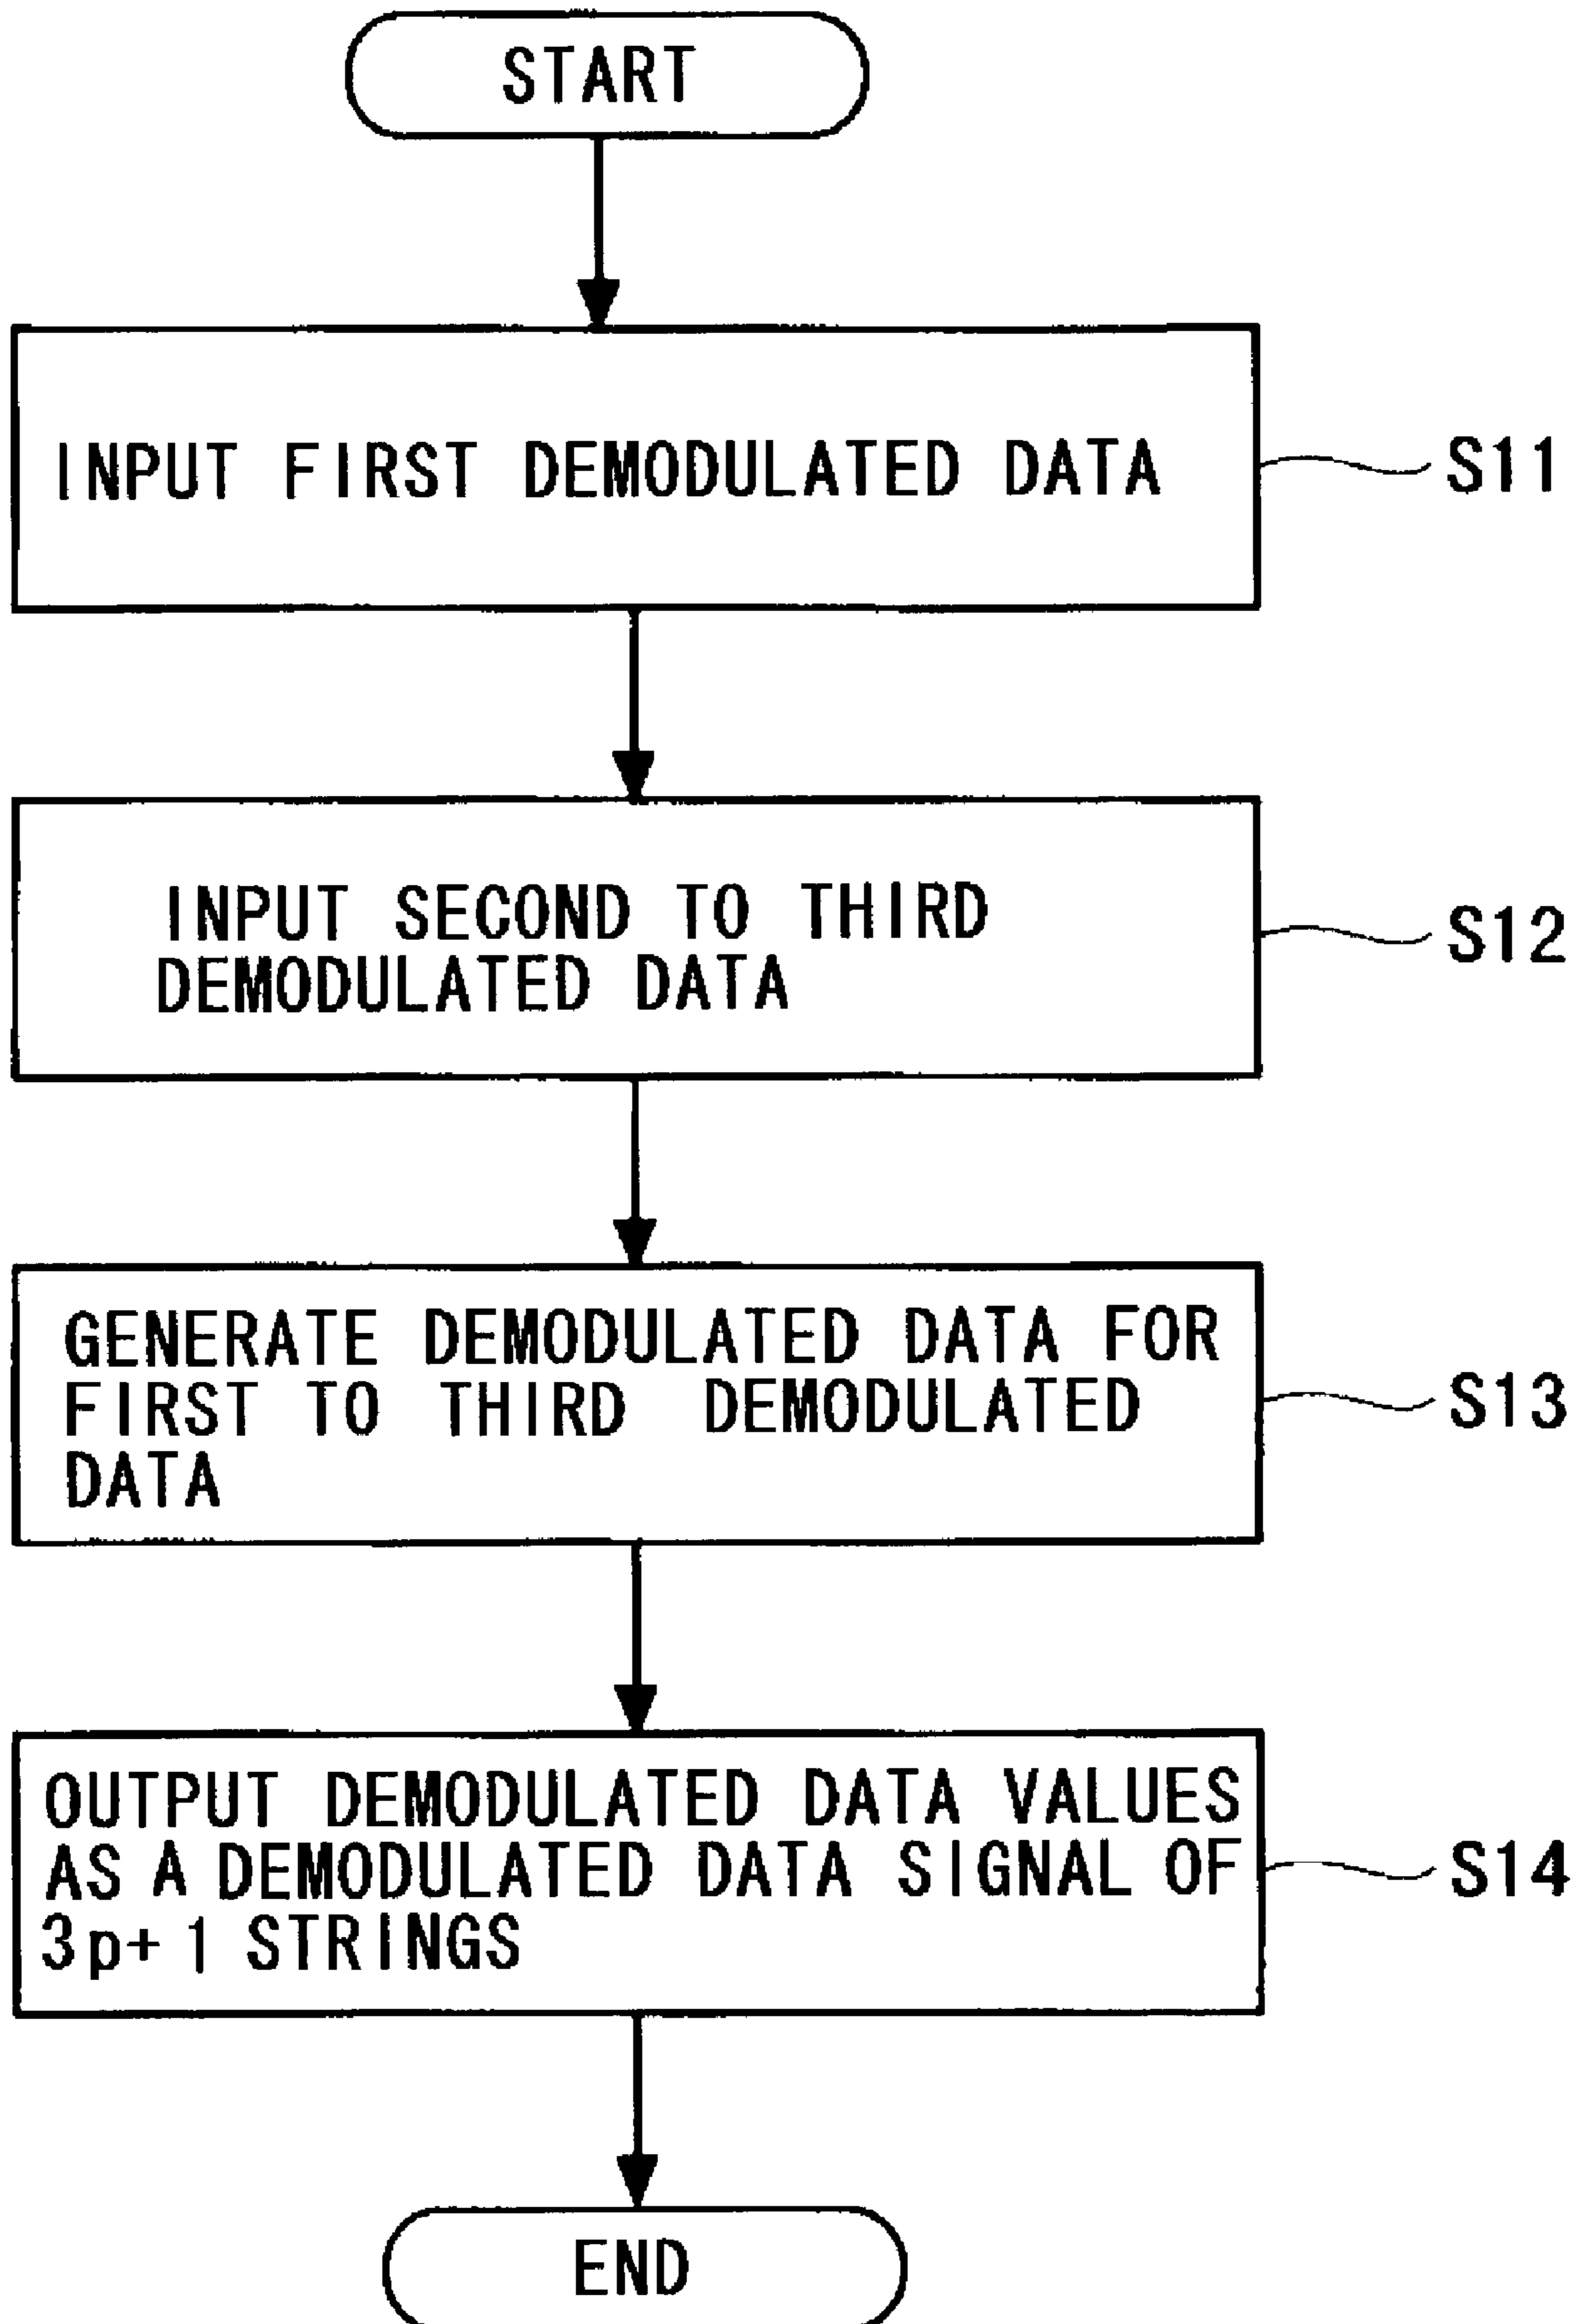 START
INPUT FIRST DEMODULATED DATA
S11
INPUT SECOND TO THIRD
DEMODULATED DATA
S12
GENERATE DEMODULATED DATA FOR
FIRST TO THIRD DEMODULATED
DATA
S13
OUTPUT DEMODULATED DATA VALUES
AS A DEMODULATED DATA SIGNAL OF
3p+1 STRINGS
S14
END